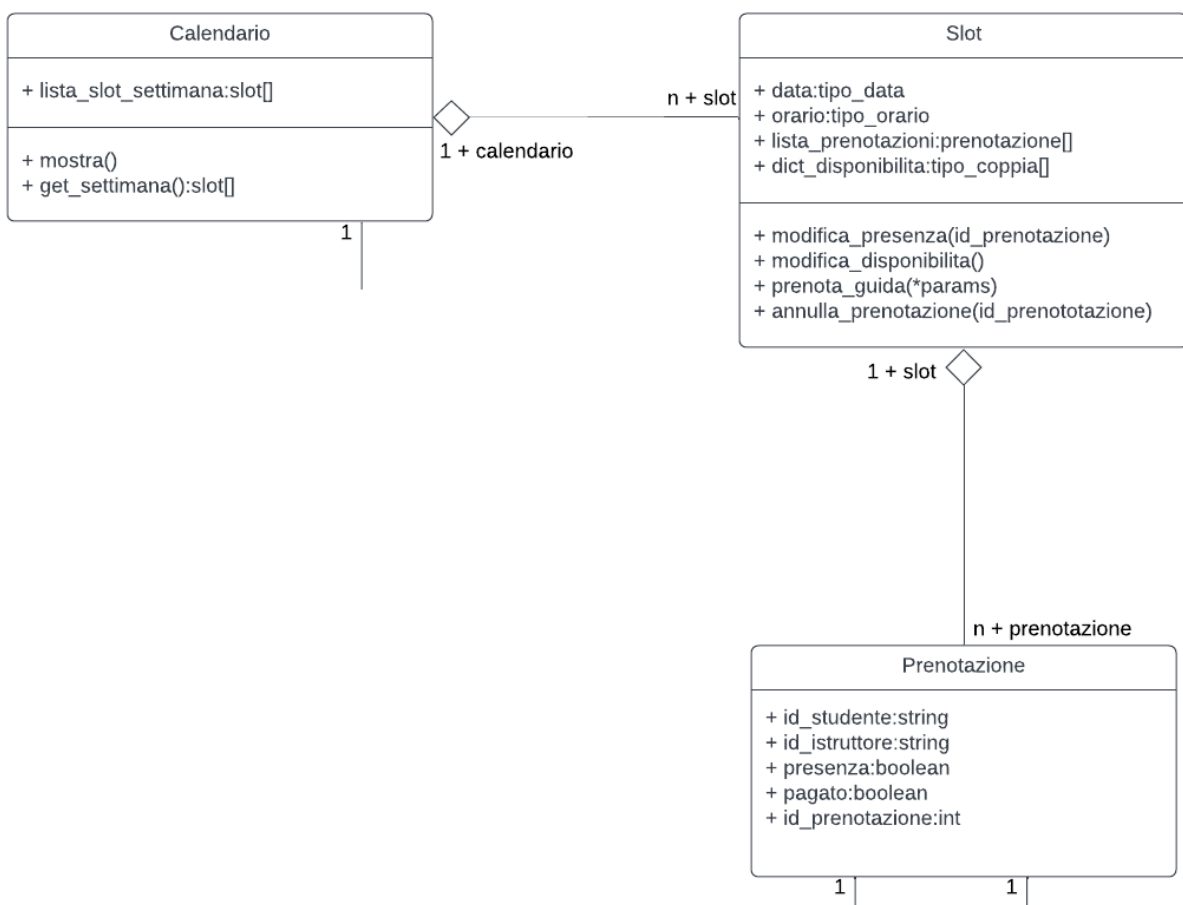 Calendario
+ lista_slot_settimana:slot[]
+ mostra()
+ get_settimana():slot[]
1
1 + calendario
n + slot
Slot
+ data:tipo_data
+ orario:tipo_orario
+ lista_prenotazioni:prenotazione[]
+ dict_disponibilita:tipo_coppia[]
+ modifica_presenza(id_prenotazione)
+ modifica_disponibilita()
+ prenota_guida(*params)
+ annulla_prenotazione(id_prenototazione)
1 + slot
n + prenotazione
Prenotazione
+ id_studente:string
+ id_istruttore:string
+ presenza:boolean
+ pagato:boolean
+ id_prenotazione:int
1
1